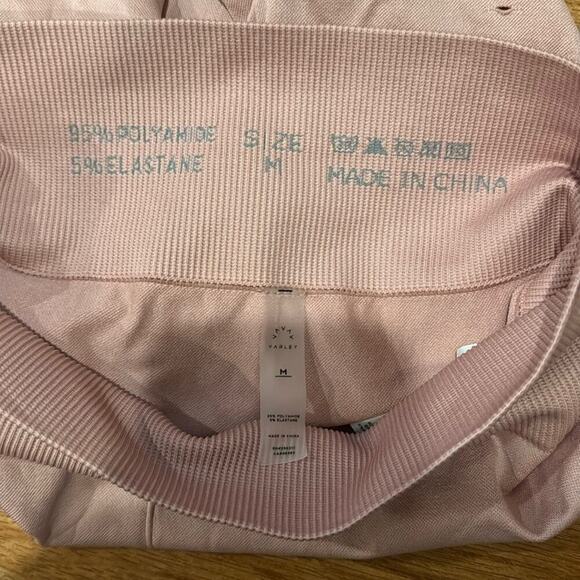 95% POLYAMIDE
5% ELASTANE
SIZE
M
MADE IN CHINA
VARLEY
M
95% POLYAMIDE
5% ELASTANE
MADE IN CHINA